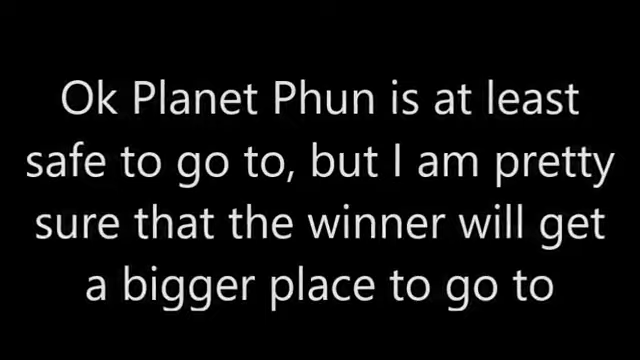 Ok Planet Phun is at least
safe to go to, but I am pretty
sure that the winner will get
a bigger place to go to